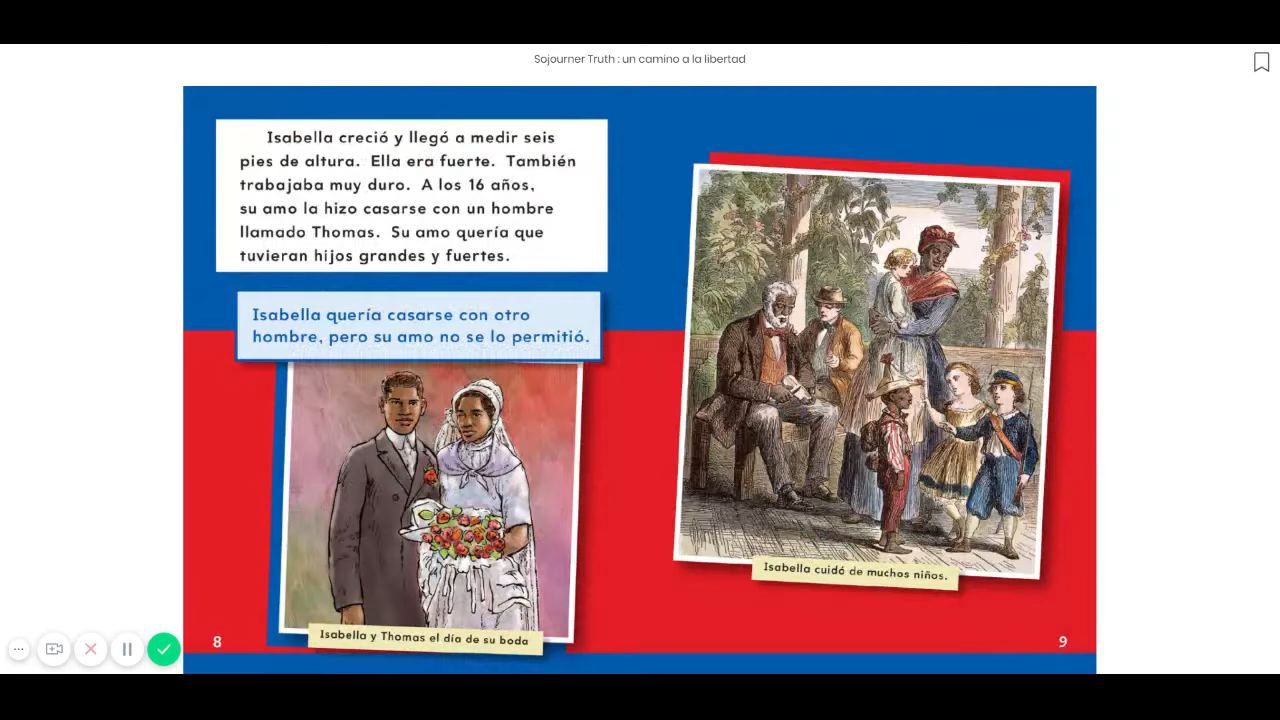 Sojourner Truth : un camino a la libertad
Isabella creció y llegó a medir seis
pies de altura. Ella era fuerte. También
trabajaba muy duro. A los 16 años,
su amo la hizo casarse con un hombre
llamado Thomas. Su amo quería que
tuvieran hijos grandes y fuertes.
Isabella quería casarse con otro
hombre, pero su amo no se lo permitió.
Isabella y Thomas el día de su boda
8
Isabella cuidó de muchos niños.
9